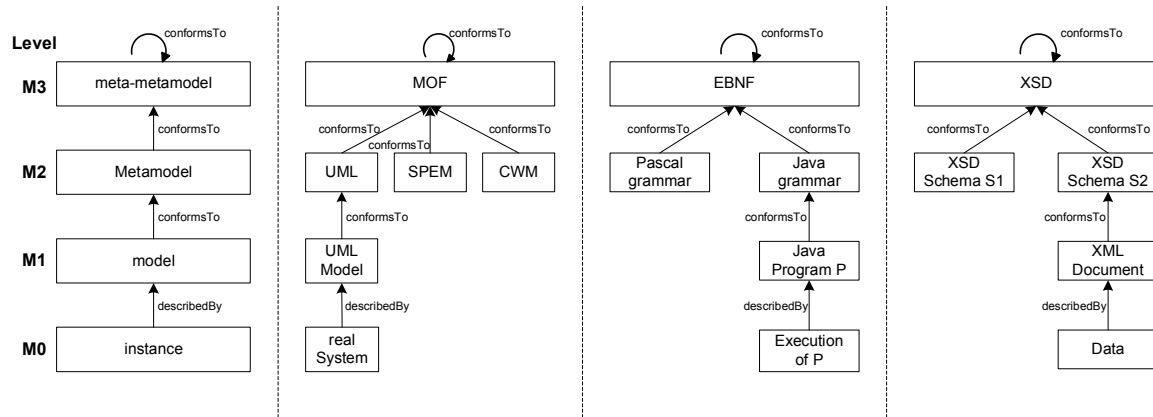 Level
conformsTo
conformsTo
conformsTo
conformsTo
M3
meta-metamodel
MOF
EBNF
XSD
conformsTo
conformsTo
conformsTo
conformsTo
conformsTo
conformsTo
conformsTo
conformsTo
M2
Metamodel
UML
SPEM
CWM
Pascal
grammar
Java
grammar
XSD
Schema S1
XSD
Schema S2
conformsTo
conformsTo
conformsTo
conformsTo
M1
model
UML
Model
Java
Program P
XML
Document
describedBy
describedBy
describedBy
describedBy
M0
instance
real
System
Execution
of P
Data